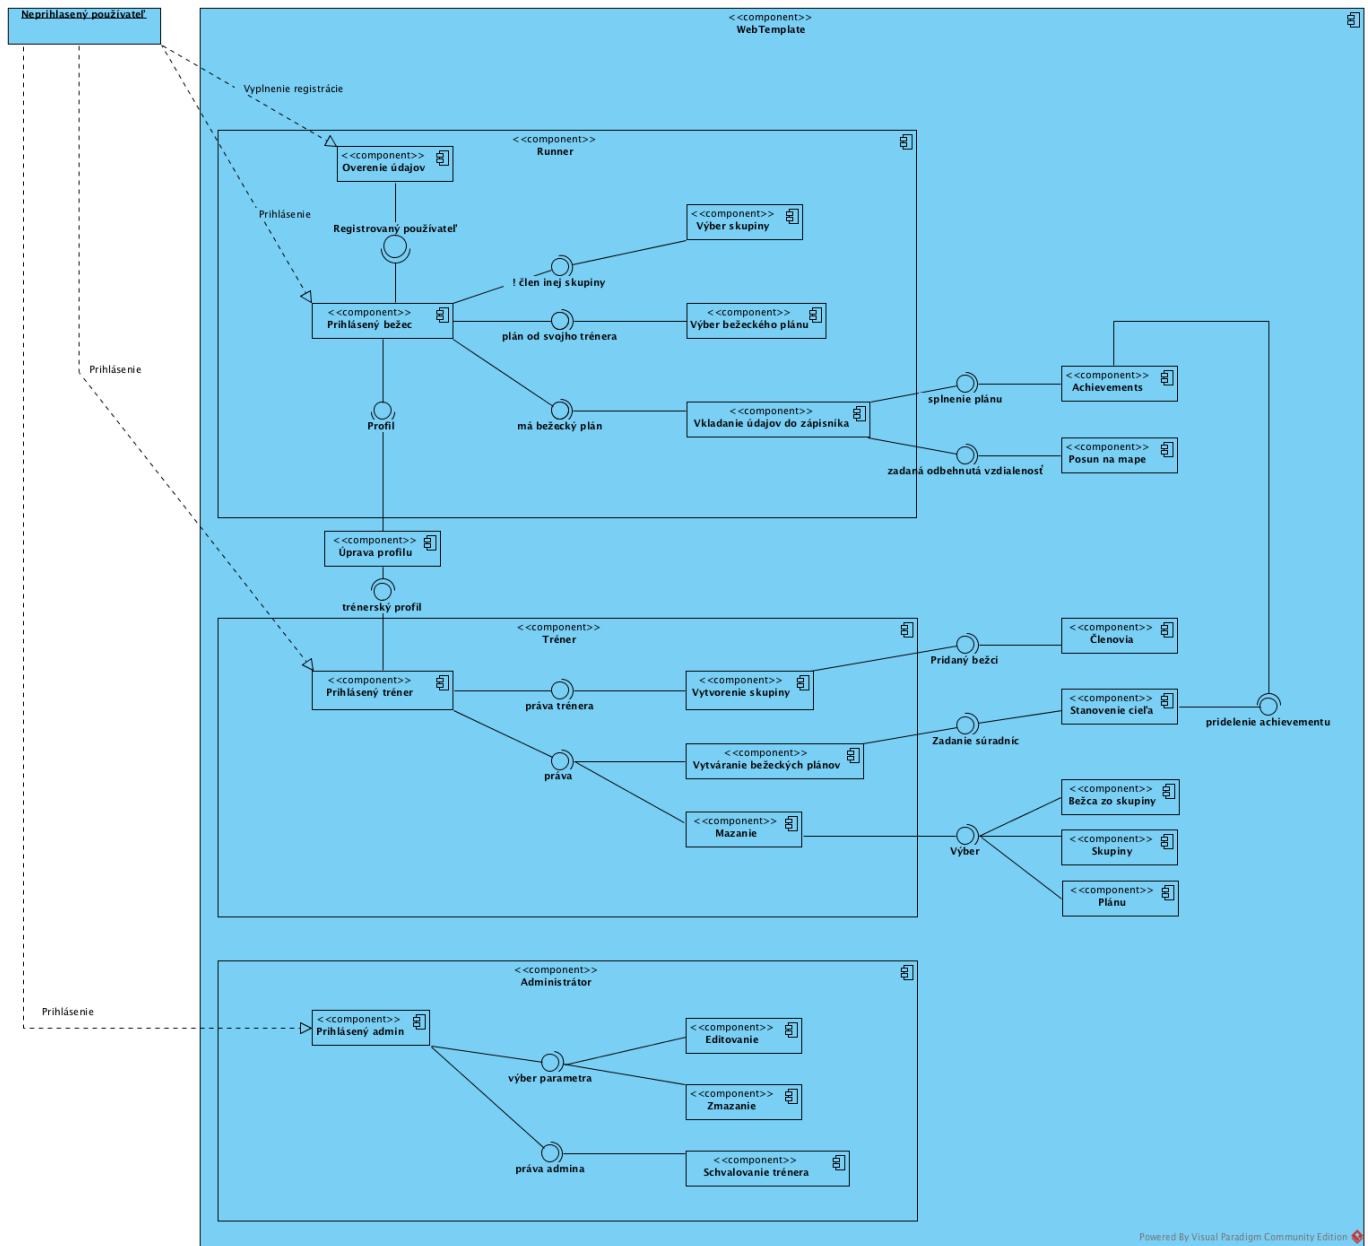 Neprihlasený používateľ
<<component>>
WebTemplate
Vyplnenie registrácie
<<component>>
Runner
<<component>>
Overenie údajov
Prihlásenie
Registrovaný používateľ
<<component>>
Výber skupiny
! člen inej skupiny
<<component>>
Prihlásený bežec
plán od svojho trénera
<<component>>
Výber bežeckého plánu
Prihlásenie
Profil
má bežecký plán
<<component>>
Vkladanie údajov do zápisníka
splnenie plánu
<<component>>
Achievements
zadaná odbehnutá vzdialenosť
<<component>>
Posun na mape
<<component>>
Úprava profilu
trénerský profil
<<component>>
Tréner
<<component>>
Prihlásený tréner
práva trénera
<<component>>
Vytvorenie skupiny
Pridaný bežci
<<component>>
Členovia
práva
<<component>>
Vytváranie bežeckých plánov
Zadanie súradníc
<<component>>
Stanovenie cieľa
pridelenie achievementu
<<component>>
Mazanie
Výber
<<component>>
Bežca zo skupiny
<<component>>
Skupiny
<<component>>
Plánu
<<component>>
Administrátor
Prihlásenie
<<component>>
Prihlásený admin
výber parametra
<<component>>
Editovanie
<<component>>
Zmazanie
práva admina
<<component>>
Schvalovanie trénera
Powered By Visual Paradigm Community Edition